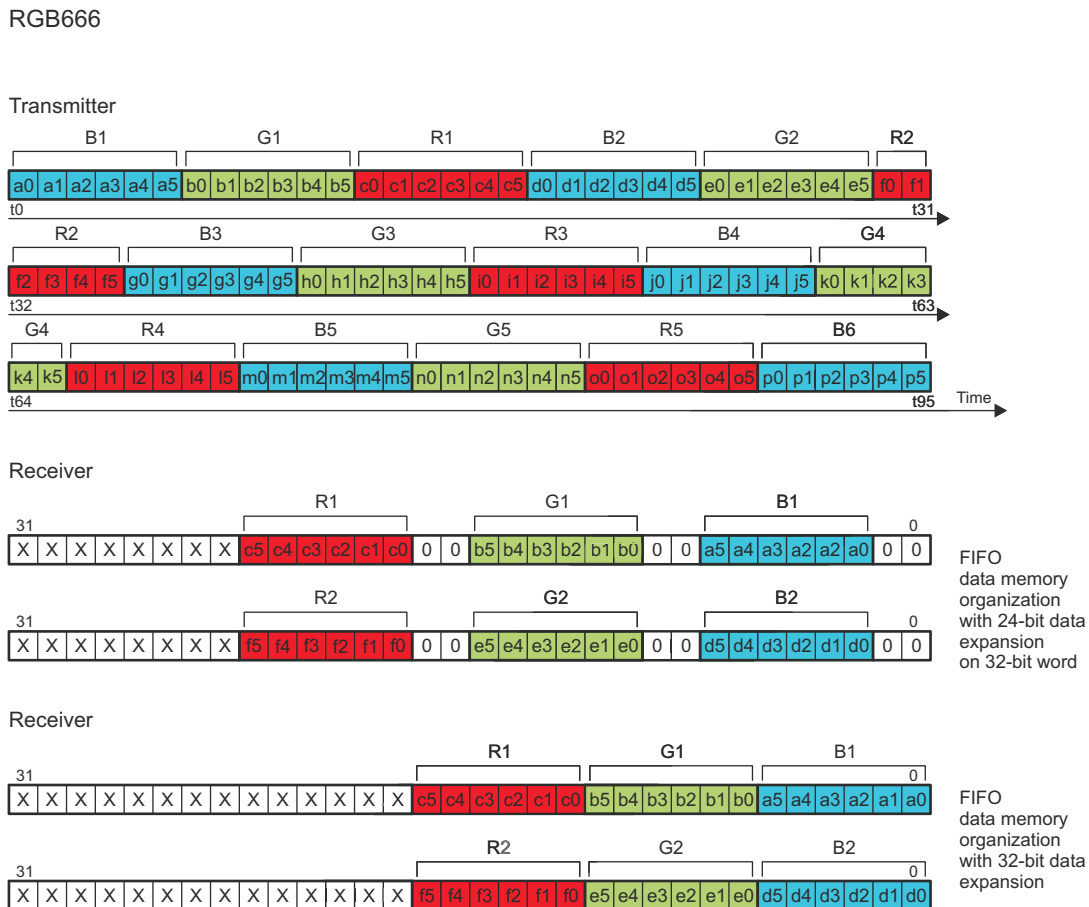 RGB666
Transmitter
B1 G1 R1 B2 G2 R2
a0 a1 a2 a3 a4 a5 b0 b1 b2 b3 b4 b5 c0 c1 c2 c3 c4 c5 d0 d1 d2 d3 d4 d5 e0 e1 e2 e3 e4 e5 f0 f1
t0 t31
R2 B3 G3 R3 B4 G4
f2 f3 f4 f5 g0 g1 g2 g3 g4 g5 h0 h1 h2 h3 h4 h5 i0 i1 i2 i3 i4 i5 j0 j1 j2 j3 j4 j5 k0 k1 k2 k3
t32 t63
G4 R4 B5 G5 R5 B6
k4 k5 l0 l1 l2 l3 l4 l5 m0 m1 m2 m3 m4 m5 n0 n1 n2 n3 n4 n5 o0 o1 o2 o3 o4 o5 p0 p1 p2 p3 p4 p5
t64 t95 Time
Receiver
R1 G1 B1
31 0
X X X X X X X X c5 c4 c3 c2 c1 c0 0 0 b5 b4 b3 b2 b1 b0 0 0 a5 a4 a3 a2 a2 a0 0 0
R2 G2 B2
31 0
X X X X X X X X f5 f4 f3 f2 f1 f0 0 0 e5 e4 e3 e2 e1 e0 0 0 d5 d4 d3 d2 d1 d0 0 0
FIFO
data memory
organization
with 24-bit data
expansion
on 32-bit word
Receiver
R1 G1 B1
31 0
X X X X X X X X X X X X X X c5 c4 c3 c2 c1 c0 b5 b4 b3 b2 b1 b0 a5 a4 a3 a2 a1 a0
R2 G2 B2
31 0
X X X X X X X X X X X X X X f5 f4 f3 f2 f1 f0 e5 e4 e3 e2 e1 e0 d5 d4 d3 d2 d1 d0
FIFO
data memory
organization
with 32-bit data
expansion